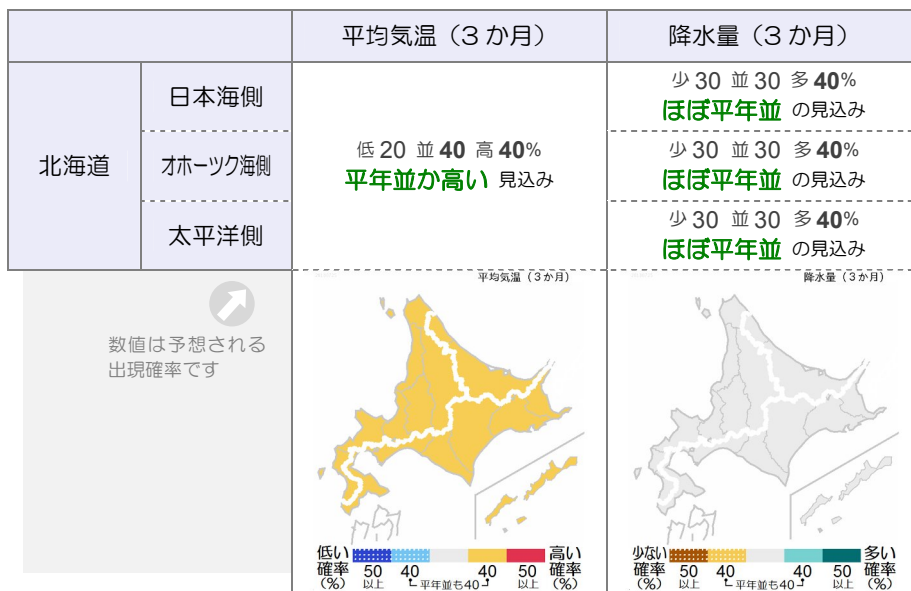 平均気温（3か月）
降水量（3か月）
北海道
日本海側
オホーツク海側
太平洋側
低 20 並 40 高 40%
平年並か高い 見込み
少 30 並 30 多 40%
ほぼ平年並 の見込み
少 30 並 30 多 40%
ほぼ平年並 の見込み
少 30 並 30 多 40%
ほぼ平年並 の見込み
数値は予想される
出現確率です
平均気温（3か月）
低い
確率
(%)
50
以上
40
平年並も40
40
50
以上
高い
確率
(%)
降水量（3か月）
少ない
確率
(%)
50
以上
40
平年並も40
40
50
以上
多い
確率
(%)